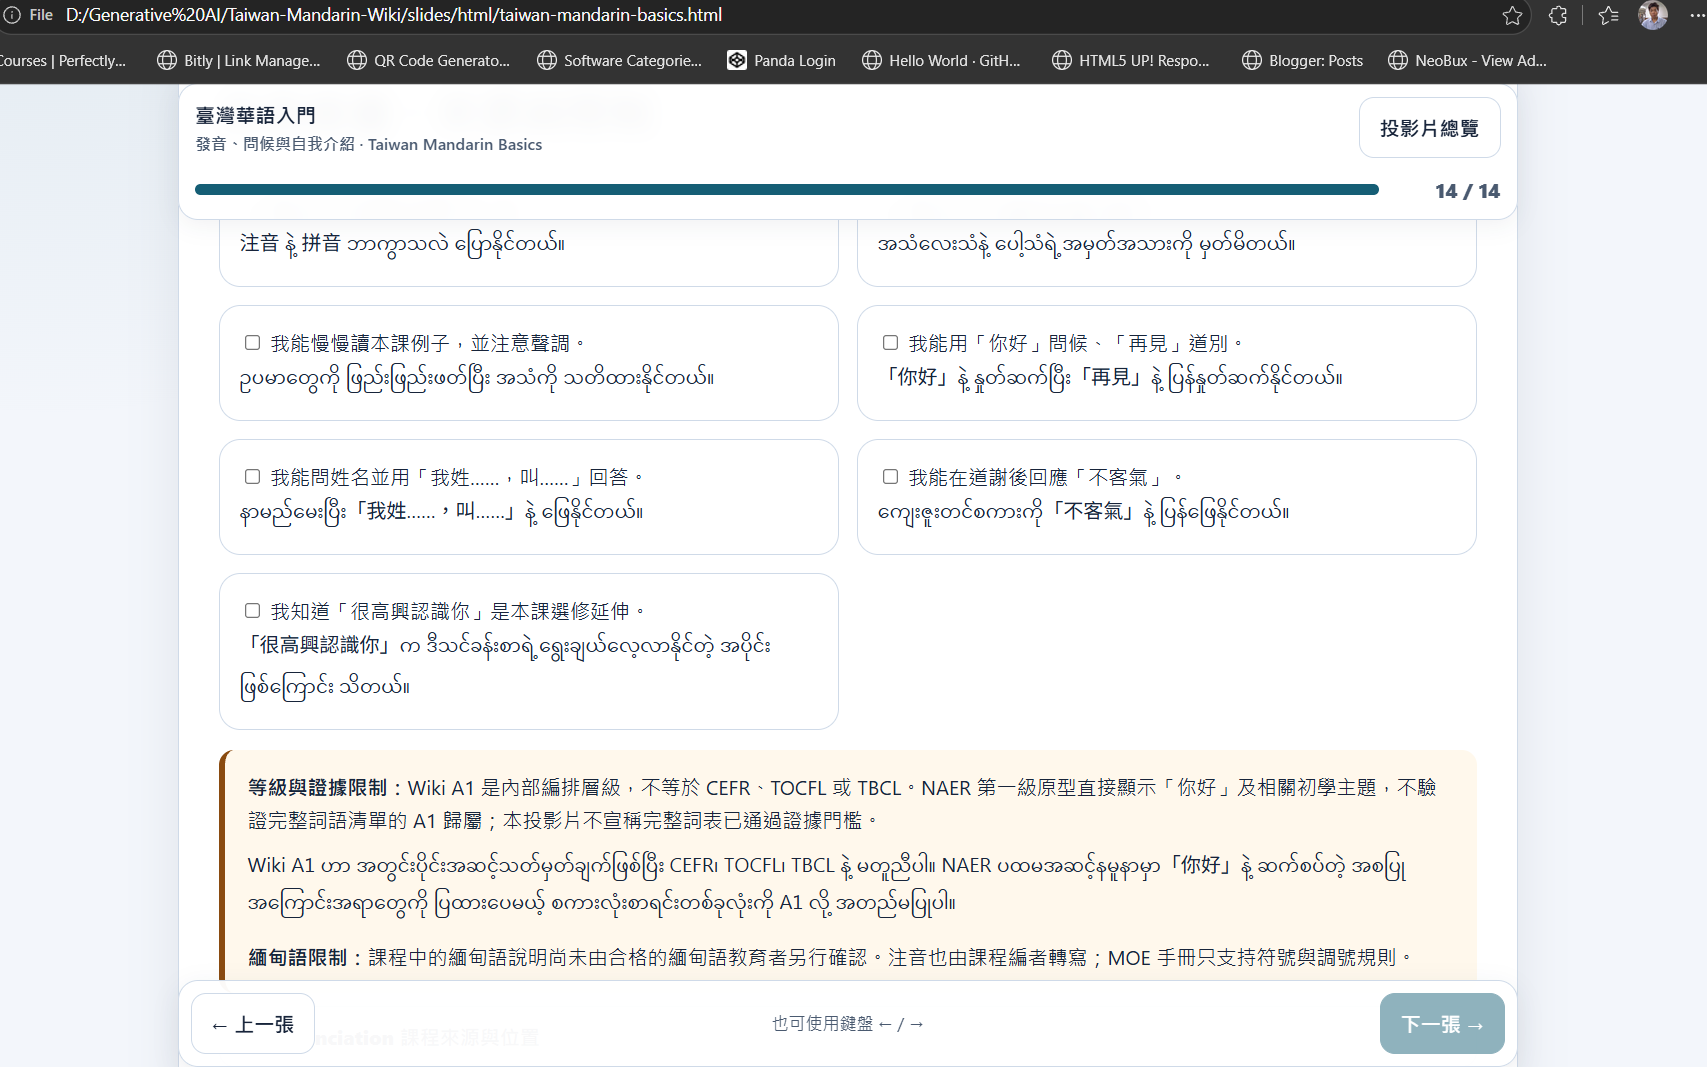 File D:/Generative%20AI/Taiwan-Mandarin-Wiki/slides/html/taiwan-mandarin-basics.html
Courses | Perfectly... Bitly | Link Manage... QR Code Generato... Software Categorie... Panda Login Hello World · GitH... HTML5 UP! Respo... Blogger: Posts NeoBux - View Ad...
臺灣華語入門
發音、問候與自我介紹 · Taiwan Mandarin Basics
投影片總覽
14 / 14
注音 နဲ့ 拼音 ဘာကွာသလဲ ပြောနိုင်တယ်။
အသံလေးသံနဲ့ ပေါ့သံရဲ့ အမှတ်အသားကို မှတ်မိတယ်။
我能慢慢讀本課例子，並注意聲調。
ဥပမာတွေကို ဖြည်းဖြည်းဖတ်ပြီး အသံကို သတိထားနိုင်တယ်။
我能用「你好」問候、「再見」道別。
「你好」နဲ့ နှုတ်ဆက်ပြီး「再見」နဲ့ ပြန်နှုတ်ဆက်နိုင်တယ်။
我能問姓名並用「我姓……，叫……」回答。
နာမည်မေးပြီး「我姓……，叫……」နဲ့ ဖြေနိုင်တယ်။
我能在道謝後回應「不客氣」。
ကျေးဇူးတင်စကားကို「不客氣」နဲ့ ပြန်ဖြေနိုင်တယ်။
我知道「很高興認識你」是本課選修延伸。
「很高興認識你」က ဒီသင်ခန်းစာရဲ့ ရွေးချယ်လေ့လာနိုင်တဲ့ အပိုင်း
ဖြစ်ကြောင်း သိတယ်။
等級與證據限制：Wiki A1 是內部編排層級，不等於 CEFR、TOCFL 或 TBCL。NAER 第一級原型直接顯示「你好」及相關初學主題，不驗
證完整詞語清單的 A1 歸屬；本投影片不宣稱完整詞表已通過證據門檻。
Wiki A1 ဟာ အတွင်းပိုင်းအဆင့်သတ်မှတ်ချက်ဖြစ်ပြီး CEFR၊ TOCFL၊ TBCL နဲ့ မတူညီပါ။ NAER ပထမအဆင့်နမူနာမှာ「你好」နဲ့ ဆက်စပ်တဲ့ အစပြု
အကြောင်းအရာတွေကို ပြထားပေမယ့် စကားလုံးစာရင်းတစ်ခုလုံးကို A1 လို့ အတည်မပြုပါ။
緬甸語限制：課程中的緬甸語說明尚未由合格的緬甸語教育者另行確認。注音也由課程編者轉寫；MOE 手冊只支持符號與調號規則。
← 上一張
nciation 課程來源與位置
也可使用鍵盤 ← / →
下一張 →